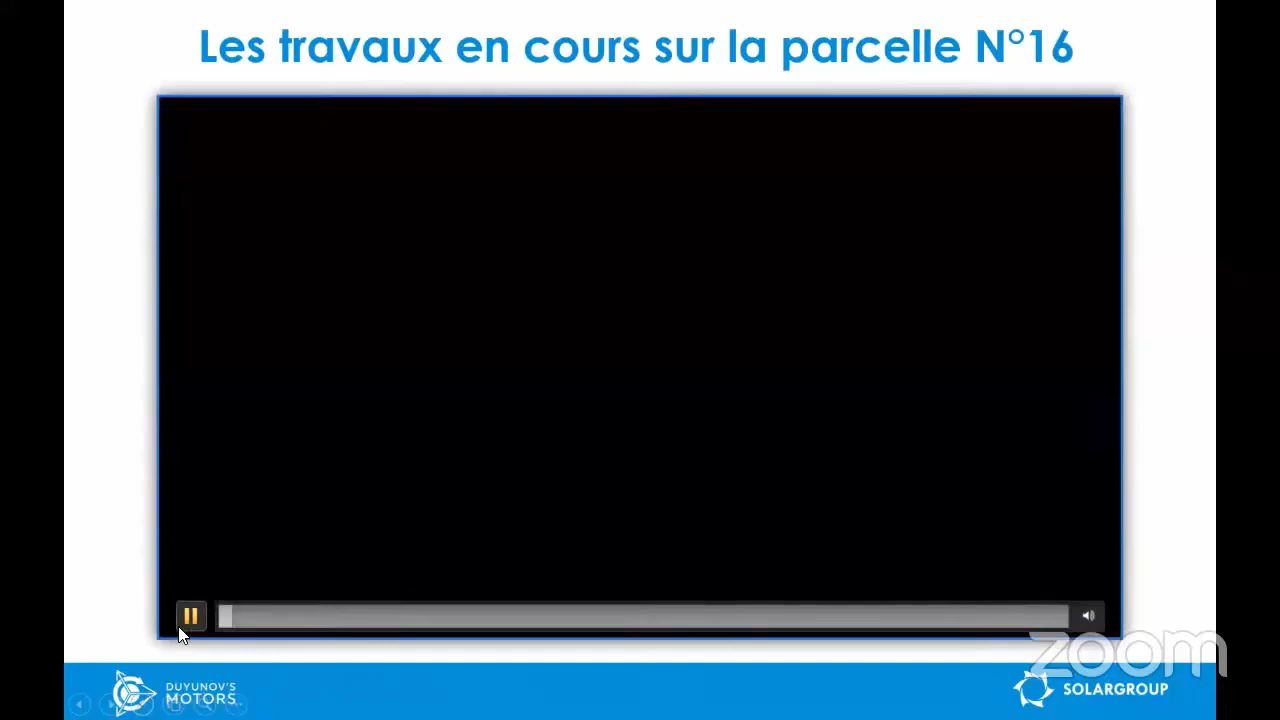 Les travaux en cours sur la parcelle N°16
zoom
DUYUNOV'S
MOTORS
SOLARGROUP